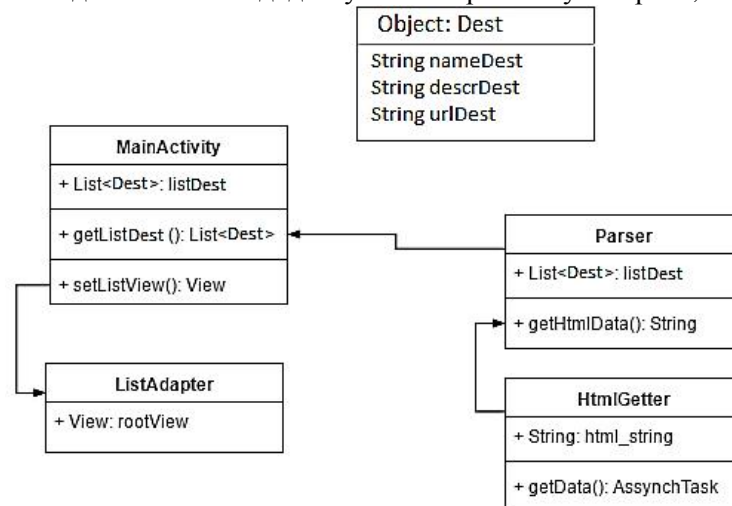 Object: Dest
String nameDest
String descrDest
String urlDest
MainActivity
+ List<Dest>: listDest
+ getListDest (): List<Dest>
+ setListView(): View
Parser
+ List<Dest>: listDest
+ getHtmlData(): String
ListAdapter
+ View: rootView
HtmlGetter
+ String: html_string
+ getData(): AssynchTask